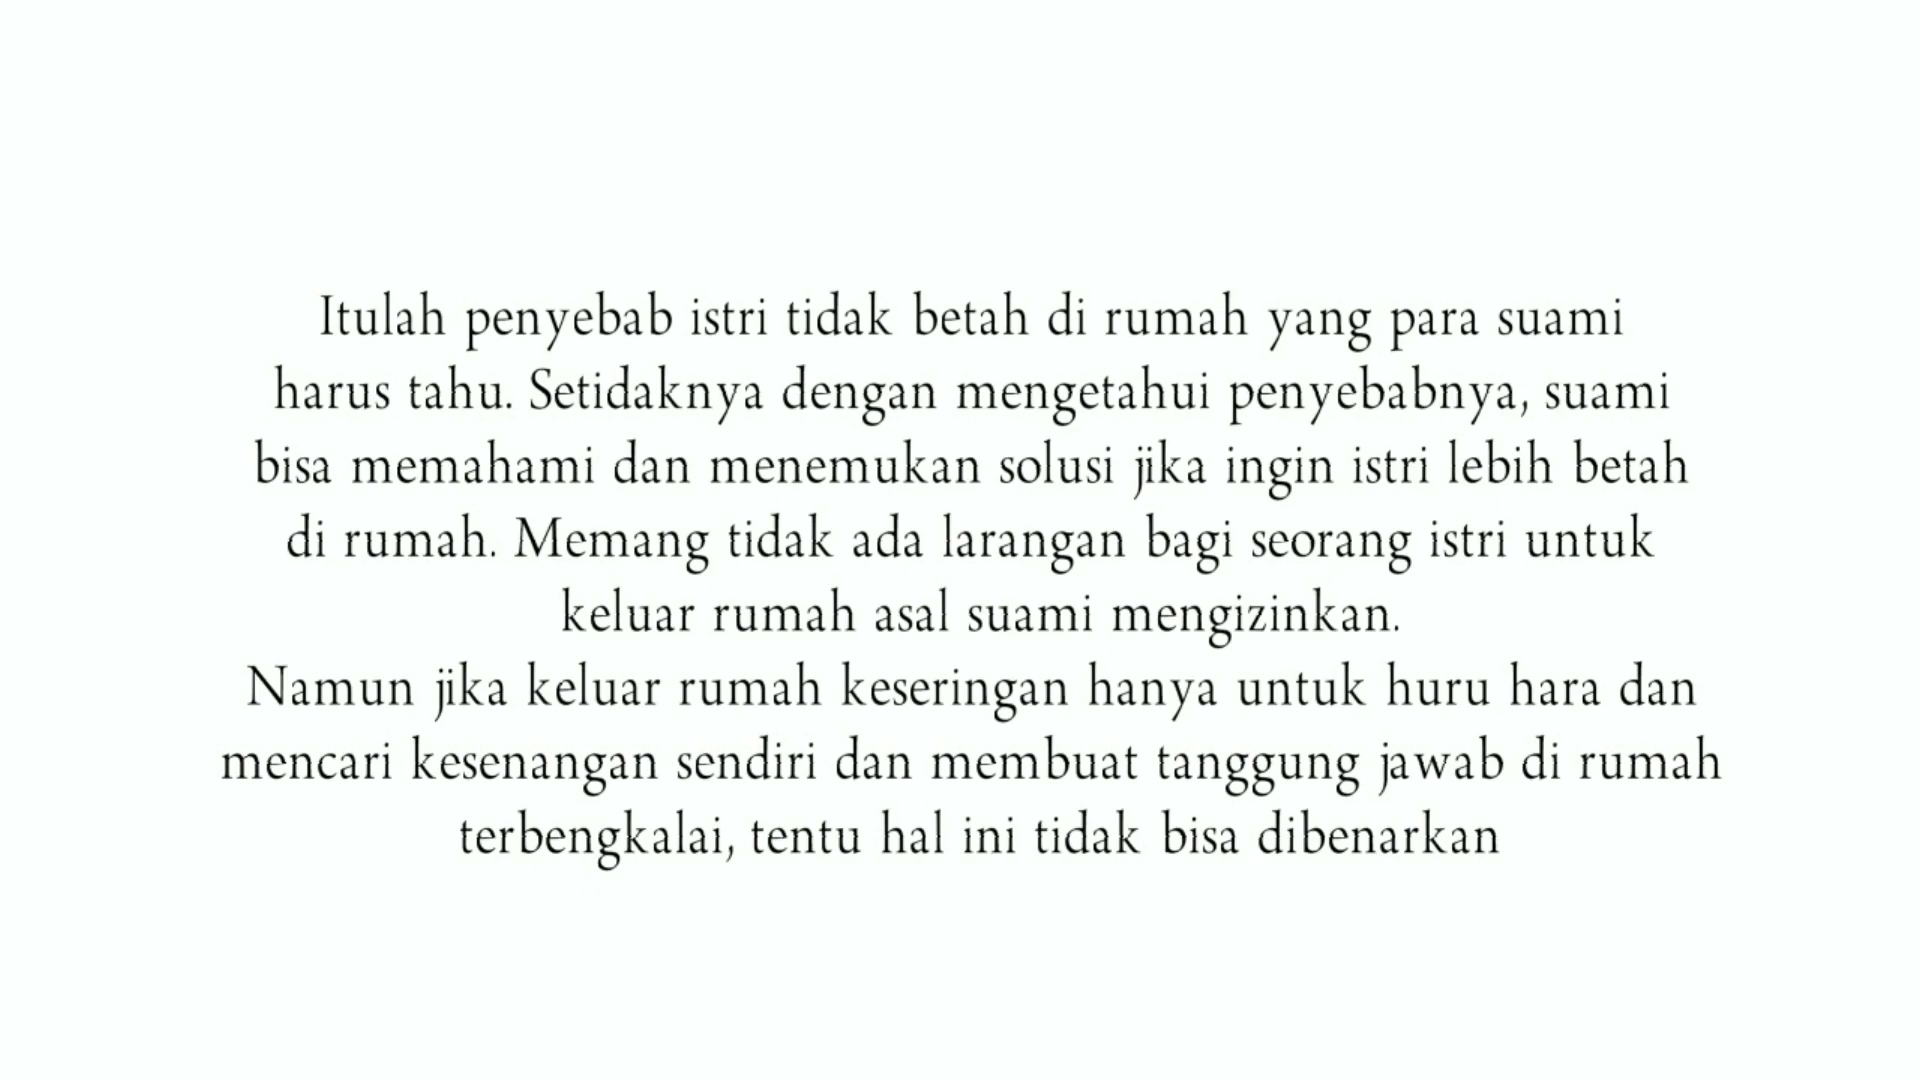 Itulah penyebab istri tidak betah di rumah yang para suami
harus tahu. Setidaknya dengan mengetahui penyebabnya, suami
bisa memahami dan menemukan solusi jika ingin istri lebih betah
di rumah. Memang tidak ada larangan bagi seorang istri untuk
keluar rumah asal suami mengizinkan.
Namun jika keluar rumah keseringan hanya untuk huru hara dan
mencari kesenangan sendiri dan membuat tanggung jawab di rumah
terbengkalai, tentu hal ini tidak bisa dibenarkan